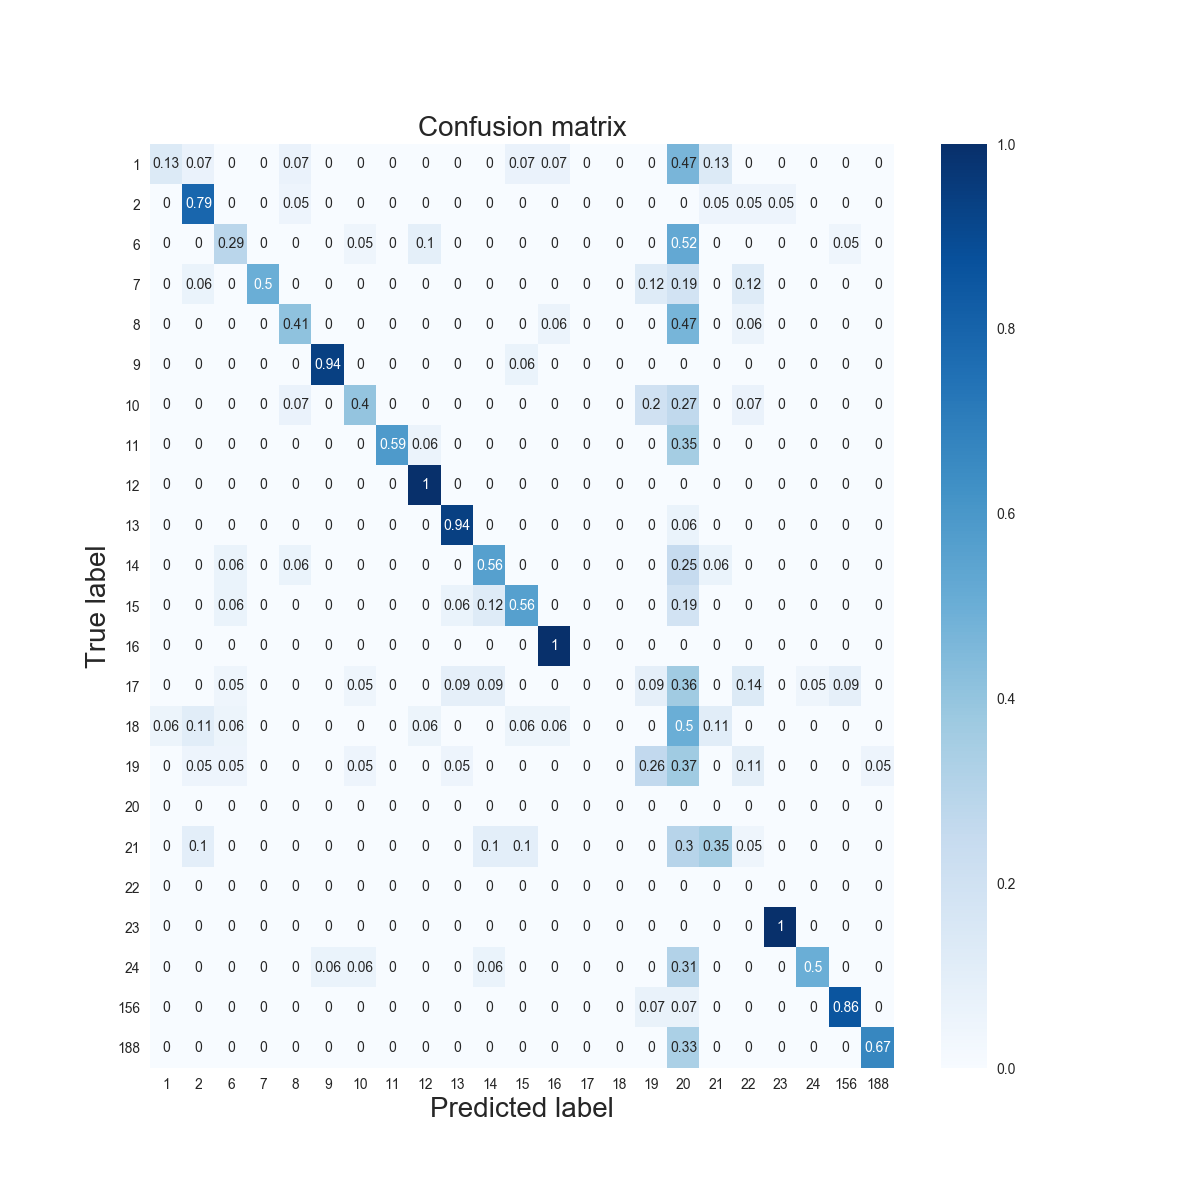 Confusion matrix
1 0.13 0.07 0 0 0.07 0 0 0 0 0 0 0.07 0.07 0 0 0 0.47 0.13 0 0 0 0 0
2 0 0.79 0 0 0.05 0 0 0 0 0 0 0 0 0 0 0 0 0.05 0.05 0.05 0 0 0
6 0 0 0.29 0 0 0 0.05 0 0.1 0 0 0 0 0 0 0 0.52 0 0 0 0 0.05 0
7 0 0.06 0 0.5 0 0 0 0 0 0 0 0 0 0 0 0.12 0.19 0 0.12 0 0 0 0
8 0 0 0 0 0.41 0 0 0 0 0 0 0 0.06 0 0 0 0.47 0 0.06 0 0 0 0
9 0 0 0 0 0 0.94 0 0 0 0 0 0.06 0 0 0 0 0 0 0 0 0 0 0
10 0 0 0 0 0.07 0 0.4 0 0 0 0 0 0 0 0 0.2 0.27 0 0.07 0 0 0 0
11 0 0 0 0 0 0 0 0.59 0.06 0 0 0 0 0 0 0 0.35 0 0 0 0 0 0
12 0 0 0 0 0 0 0 0 1 0 0 0 0 0 0 0 0 0 0 0 0 0 0
13 0 0 0 0 0 0 0 0 0 0.94 0 0 0 0 0 0 0.06 0 0 0 0 0 0
14 0 0 0.06 0 0.06 0 0 0 0 0 0.56 0 0 0 0 0 0.25 0.06 0 0 0 0 0
15 0 0 0.06 0 0 0 0 0 0 0.06 0.12 0.56 0 0 0 0 0.19 0 0 0 0 0 0
16 0 0 0 0 0 0 0 0 0 0 0 0 1 0 0 0 0 0 0 0 0 0 0
17 0 0 0.05 0 0 0 0.05 0 0 0.09 0.09 0 0 0 0 0.09 0.36 0 0.14 0 0.05 0.09 0
18 0.06 0.11 0.06 0 0 0 0 0 0.06 0 0 0.06 0.06 0 0 0 0.5 0.11 0 0 0 0 0
19 0 0.05 0.05 0 0 0 0.05 0 0 0.05 0 0 0 0 0 0.26 0.37 0 0.11 0 0 0 0.05
20 0 0 0 0 0 0 0 0 0 0 0 0 0 0 0 0 0 0 0 0 0 0 0
21 0 0.1 0 0 0 0 0 0 0 0 0.1 0.1 0 0 0 0 0.3 0.35 0.05 0 0 0 0
22 0 0 0 0 0 0 0 0 0 0 0 0 0 0 0 0 0 0 0 0 0 0 0
23 0 0 0 0 0 0 0 0 0 0 0 0 0 0 0 0 0 0 0 1 0 0 0
24 0 0 0 0 0 0.06 0.06 0 0 0 0.06 0 0 0 0 0 0.31 0 0 0 0.5 0 0
156 0 0 0 0 0 0 0 0 0 0 0 0 0 0 0 0.07 0.07 0 0 0 0 0.86 0
188 0 0 0 0 0 0 0 0 0 0 0 0 0 0 0 0 0.33 0 0 0 0 0 0.67
1 2 6 7 8 9 10 11 12 13 14 15 16 17 18 19 20 21 22 23 24 156 188
Predicted label
True label
1.0
0.8
0.6
0.4
0.2
0.0